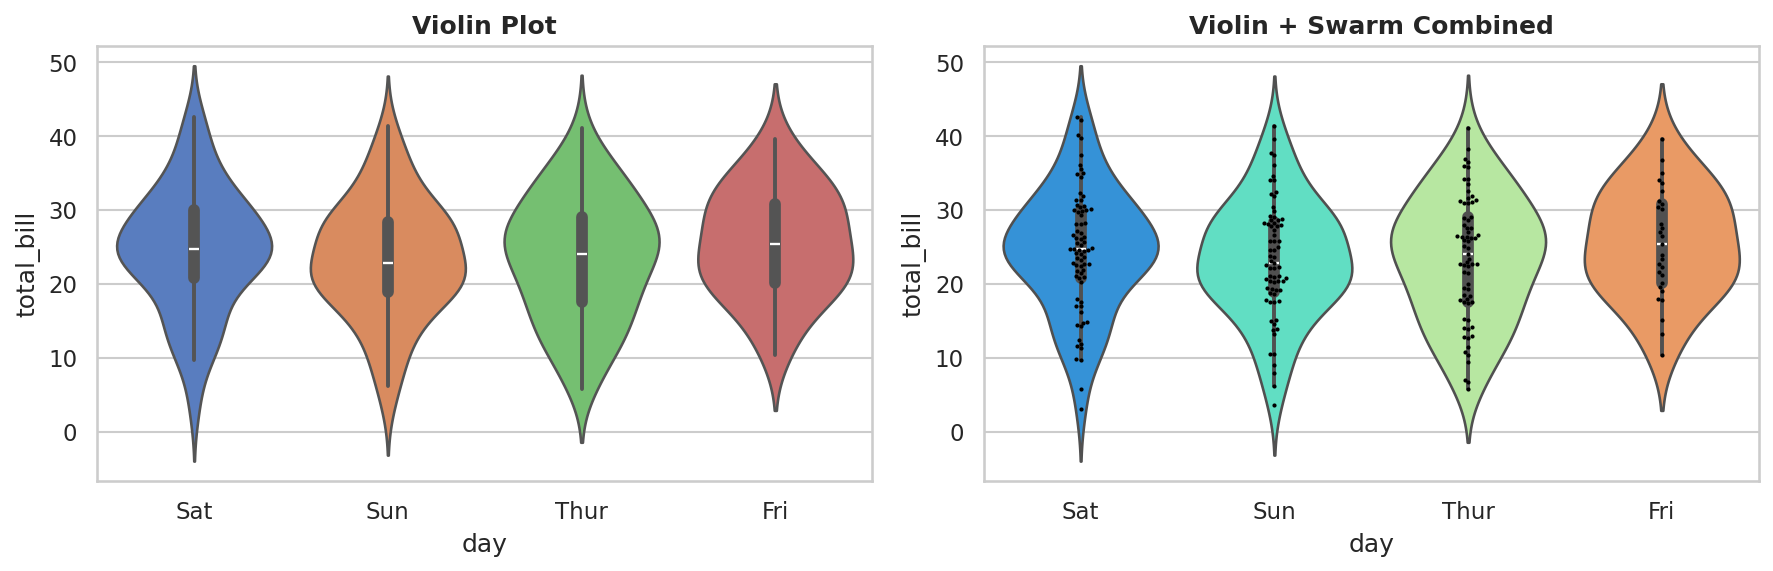 Violin Plot
total_bill
50
40
30
20
10
0
Sat Sun Thur Fri
day
Violin + Swarm Combined
total_bill
50
40
30
20
10
0
Sat Sun Thur Fri
day